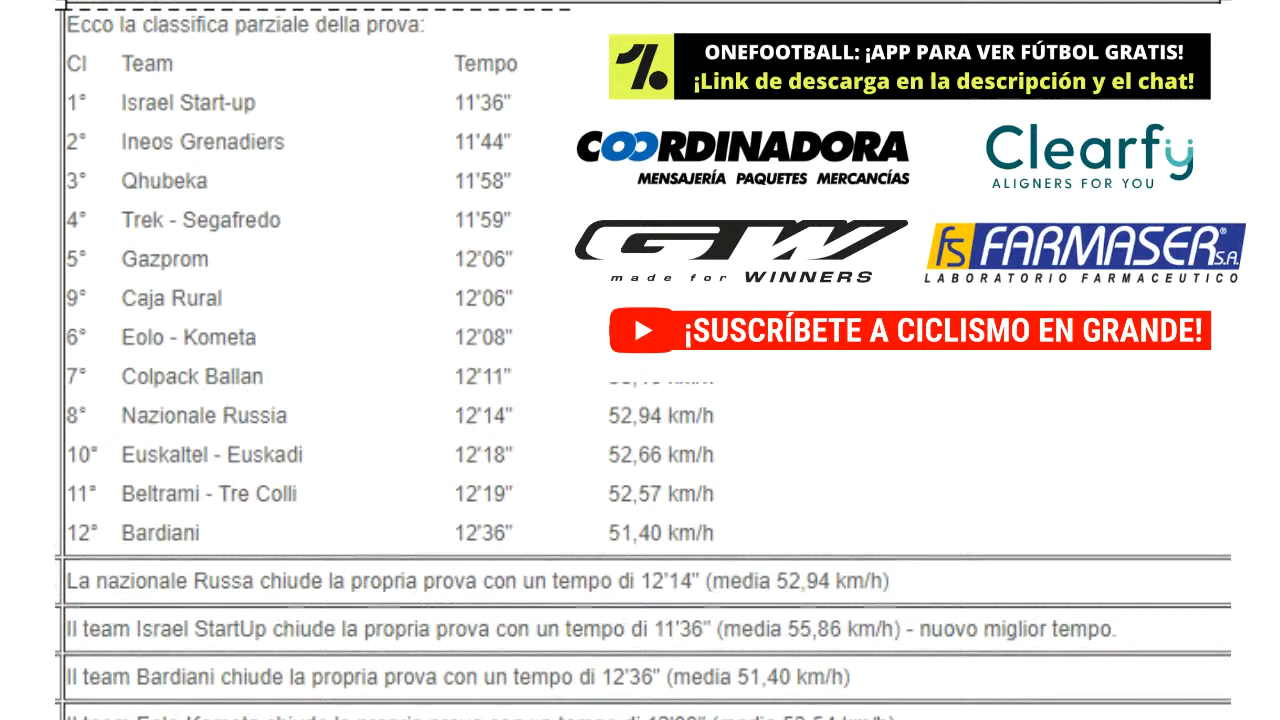 Ecco la classifica parziale della prova:
Cl Team Tempo
1° Israel Start-up 11'36"
2° Ineos Grenadiers 11'44"
3° Qhubeka 11'58"
4° Trek - Segafredo 11'59"
5° Gazprom 12'06"
9° Caja Rural 12'06"
6° Eolo - Kometa 12'08"
7° Colpack Ballan 12'11"
8° Nazionale Russia 12'14" 52,94 km/h
10° Euskaltel - Euskadi 12'18" 52,66 km/h
11° Beltrami - Tre Colli 12'19" 52,57 km/h
12° Bardiani 12'36" 51,40 km/h
La nazionale Russa chiude la propria prova con un tempo di 12'14" (media 52,94 km/h)
Il team Israel StartUp chiude la propria prova con un tempo di 11'36" (media 55,86 km/h) - nuovo miglior tempo.
Il team Bardiani chiude la propria prova con un tempo di 12'36" (media 51,40 km/h)
1.
ONEFOOTBALL: ¡APP PARA VER FÚTBOL GRATIS!
¡Link de descarga en la descripción y el chat!
COORDINADORA
MENSAJERÍA PAQUETES MERCANCÍAS
Clearfy
ALIGNERS FOR YOU
GW
made for WINNERS
fs FARMASER® S.A.
LABORATORIO FARMACEUTICO
¡SUSCRÍBETE A CICLISMO EN GRANDE!